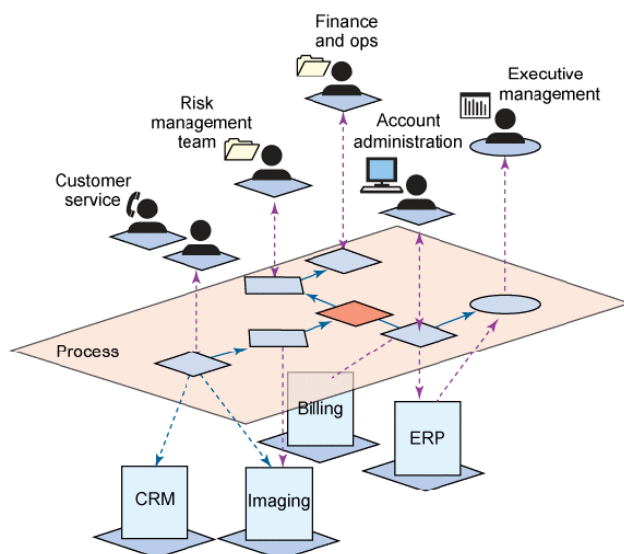 Finance
and ops
Executive
management
Risk
management
team
Account
administration
Customer
service
Process
Billing
ERP
CRM
Imaging